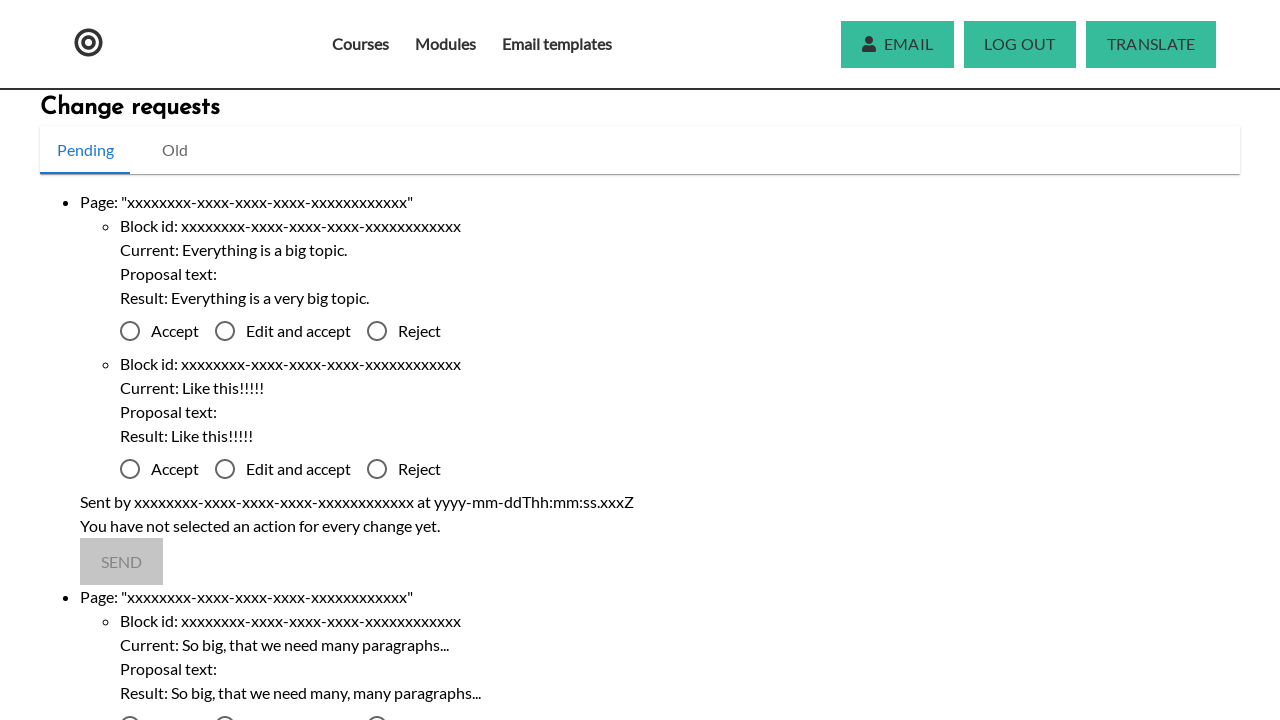 Courses Modules Email templates EMAIL LOG OUT TRANSLATE
Change requests
Pending Old
Page: "xxxxxxxx-xxxx-xxxx-xxxx-xxxxxxxxxxxx"
Block id: xxxxxxxx-xxxx-xxxx-xxxx-xxxxxxxxxxxx
Current: Everything is a big topic.
Proposal text:
Result: Everything is a very big topic.
Accept Edit and accept Reject
Block id: xxxxxxxx-xxxx-xxxx-xxxx-xxxxxxxxxxxx
Current: Like this!!!!!
Proposal text:
Result: Like this!!!!!
Accept Edit and accept Reject
Sent by xxxxxxxx-xxxx-xxxx-xxxx-xxxxxxxxxxxx at yyyy-mm-ddThh:mm:ss.xxxZ
You have not selected an action for every change yet.
SEND
Page: "xxxxxxxx-xxxx-xxxx-xxxx-xxxxxxxxxxxx"
Block id: xxxxxxxx-xxxx-xxxx-xxxx-xxxxxxxxxxxx
Current: So big, that we need many paragraphs...
Proposal text:
Result: So big, that we need many, many paragraphs...